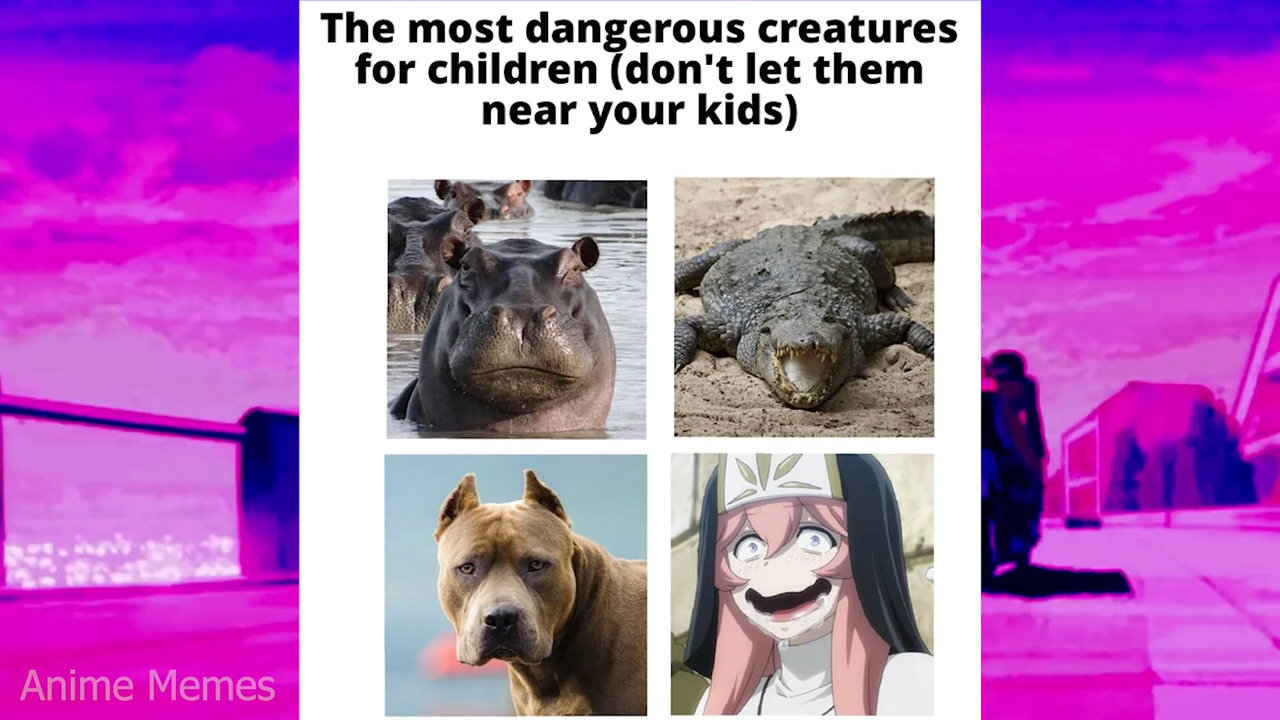 The most dangerous creatures
for children (don't let them
near your kids)
Anime Memes